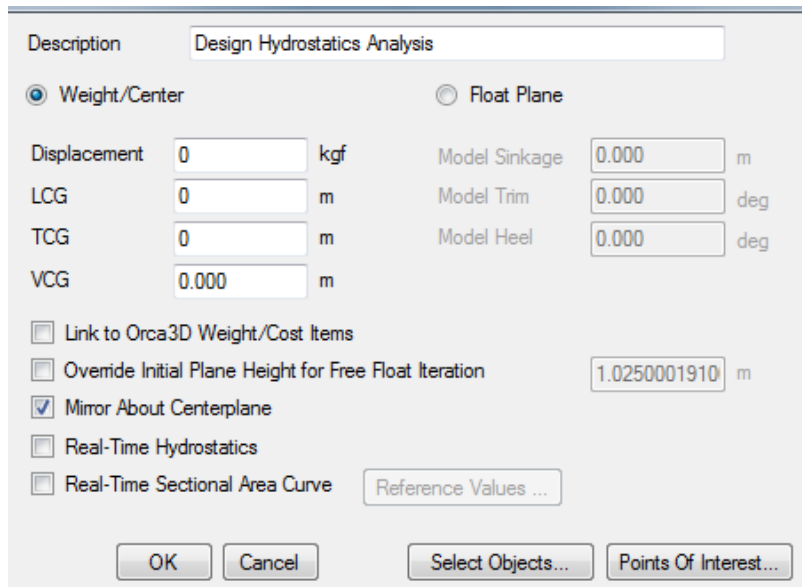 Description Design Hydrostatics Analysis
Weight/Center Float Plane
Displacement 0 kgf Model Sinkage 0.000 m
LCG 0 m Model Trim 0.000 deg
TCG 0 m Model Heel 0.000 deg
VCG 0.000 m
Link to Orca3D Weight/Cost Items
Override Initial Plane Height for Free Float Iteration 1.0250001910 m
Mirror About Centerplane
Real-Time Hydrostatics
Real-Time Sectional Area Curve Reference Values ...
OK Cancel Select Objects... Points Of Interest...